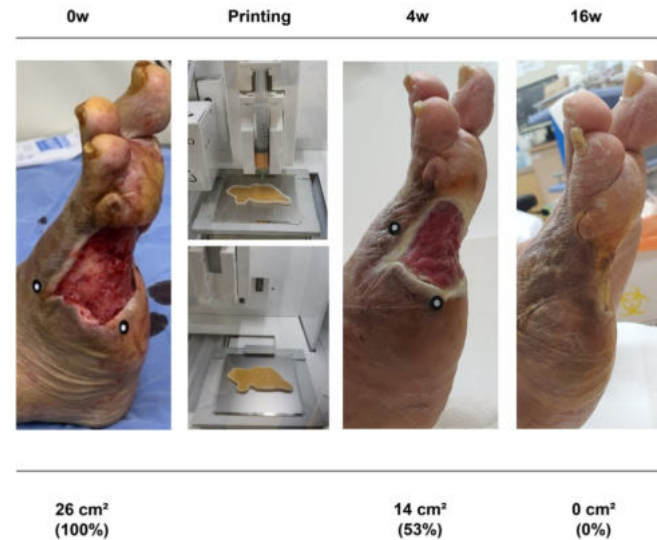 0w Printing 4w 16w
26 cm² 14 cm² 0 cm²
(100%) (53%) (0%)